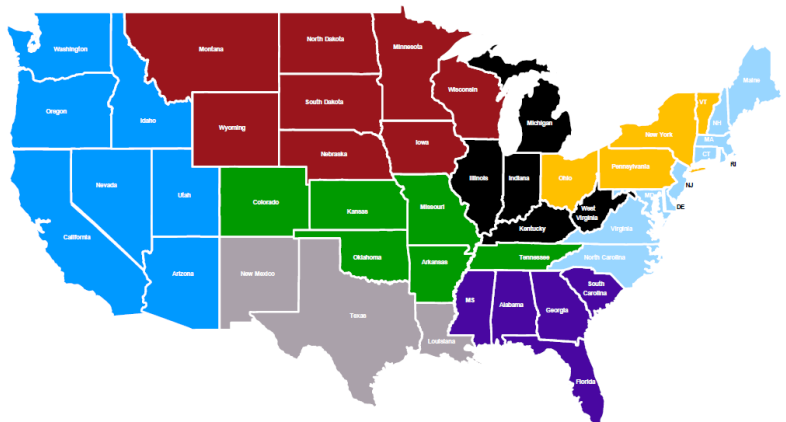 Washington
Montana
North Dakota
Minnesota
Maine
Oregon
Idaho
Wyoming
South Dakota
Wisconsin
Michigan
VT
NH
New York
MA
CT
RI
Nevada
Utah
Nebraska
Iowa
Illinois
Indiana
Ohio
Pennsylvania
NJ
California
Colorado
Kansas
Missouri
West
Virginia
MD
DE
Kentucky
Virginia
Arizona
New Mexico
Oklahoma
Arkansas
Tennessee
North Carolina
Texas
Louisiana
MS
Alabama
Georgia
South
Carolina
Florida